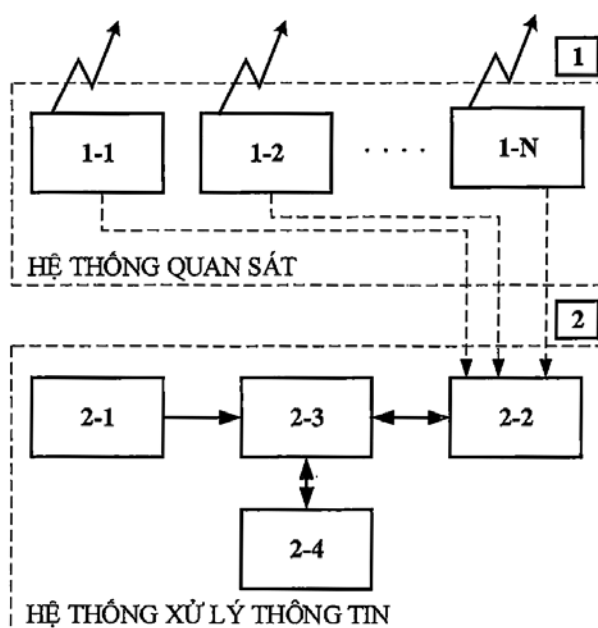 1
1-1 1-2 . . . . 1-N
HỆ THỐNG QUAN SÁT
2
2-1 2-3 2-2
2-4
HỆ THỐNG XỬ LÝ THÔNG TIN